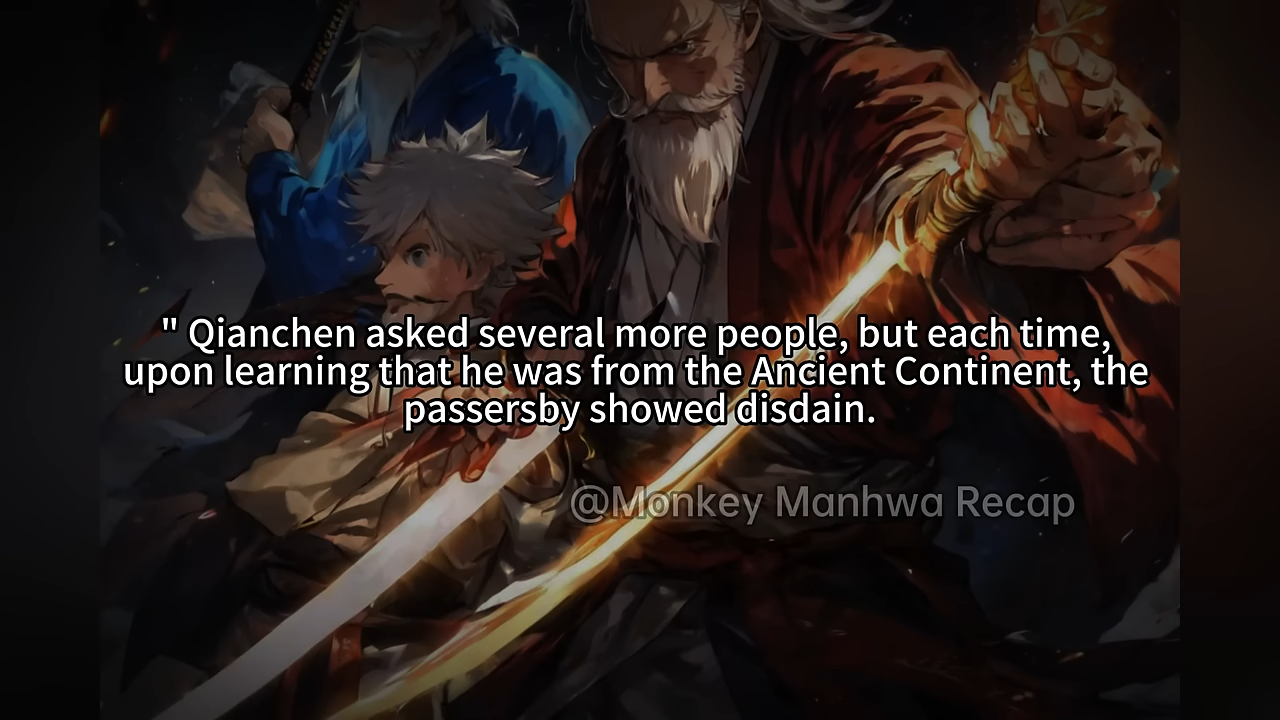 " Qianchen asked several more people, but each time,
upon learning that he was from the Ancient Continent, the
passersby showed disdain.
@Monkey Manhwa Recap